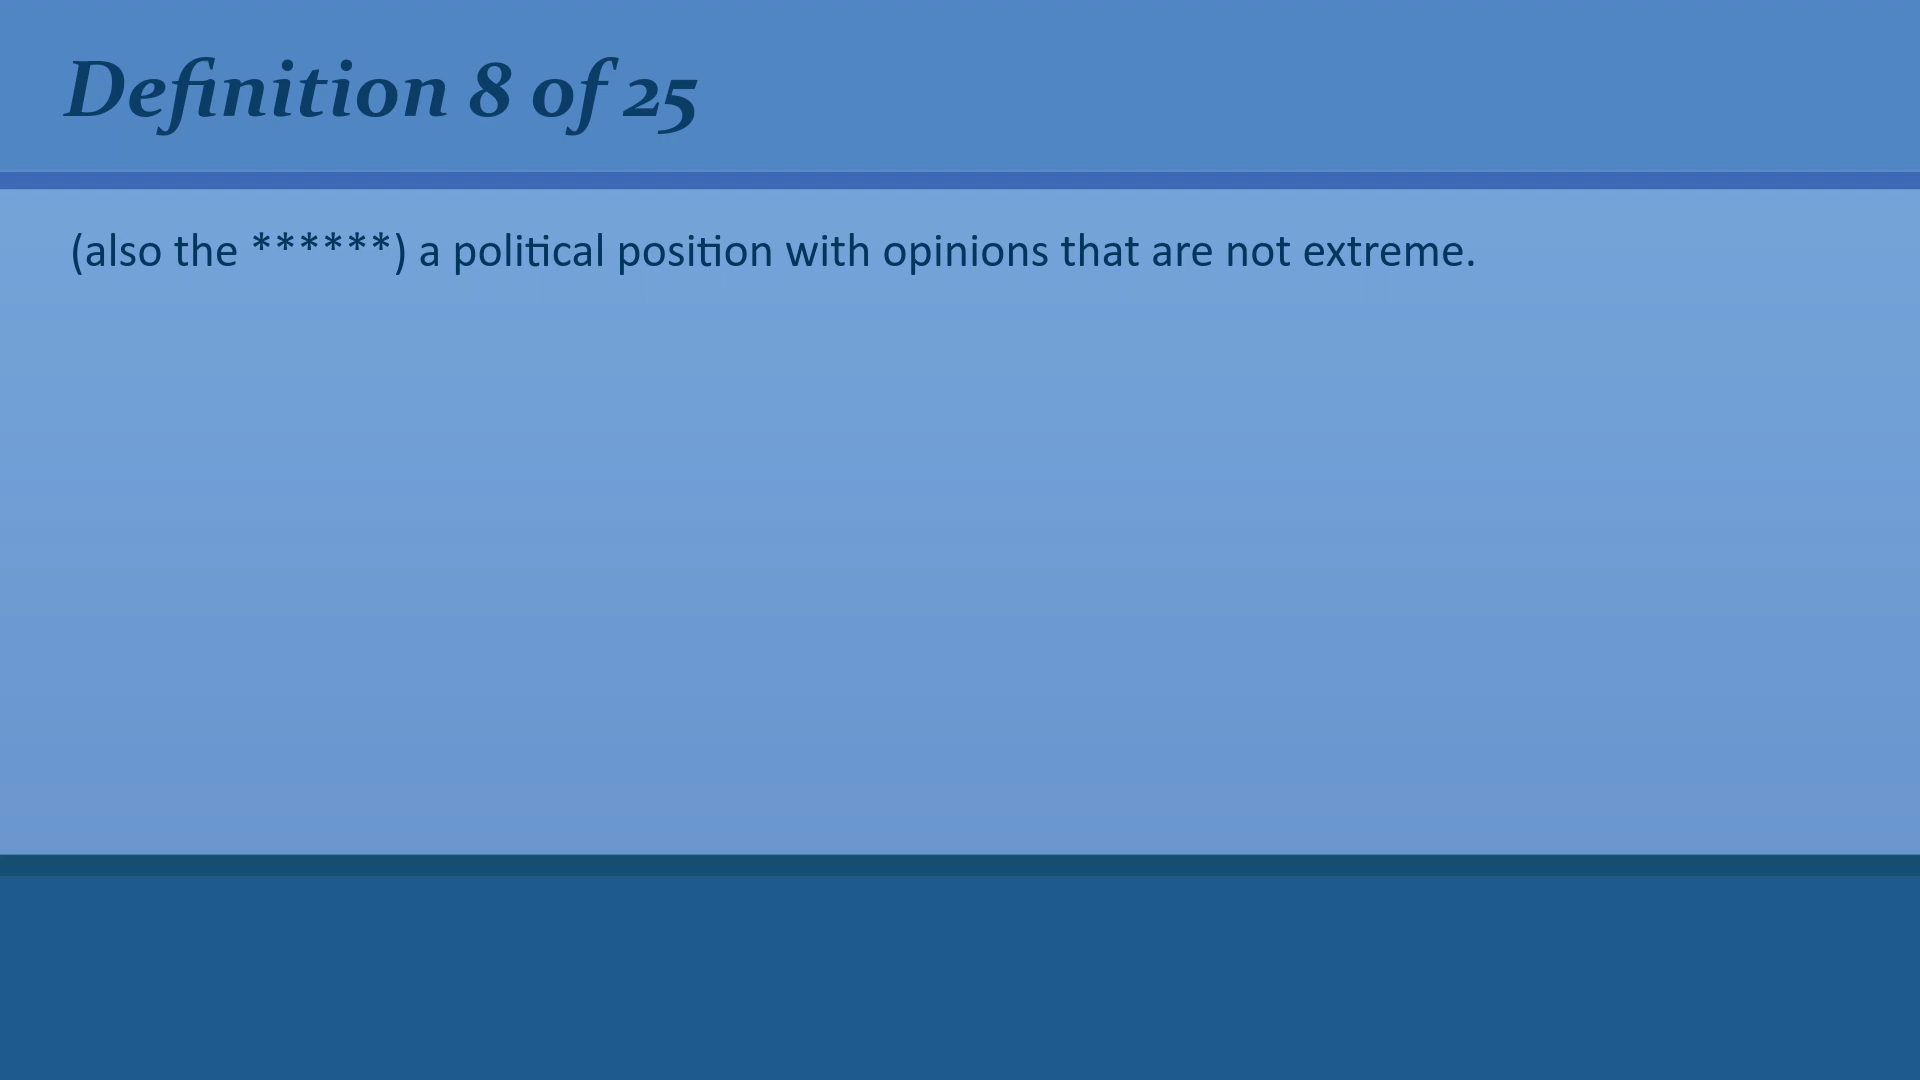 Definition 8 of 25
(also the ******) a political position with opinions that are not extreme.